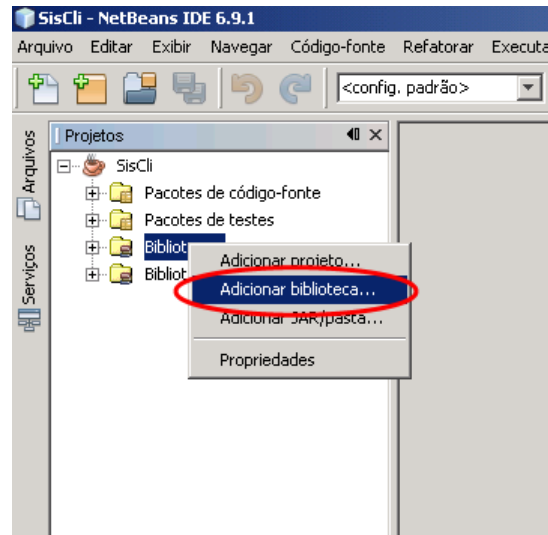 SisCli - NetBeans IDE 6.9.1
Arquivo Editar Exibir Navegar Código-fonte Refatorar Executa
<config. padrão>
Arquivos
Serviços
Projetos
SisCli
Pacotes de código-fonte
Pacotes de testes
Bibliot
Bibliot
Adicionar projeto...
Adicionar biblioteca...
Adicionar JAR/pasta...
Propriedades